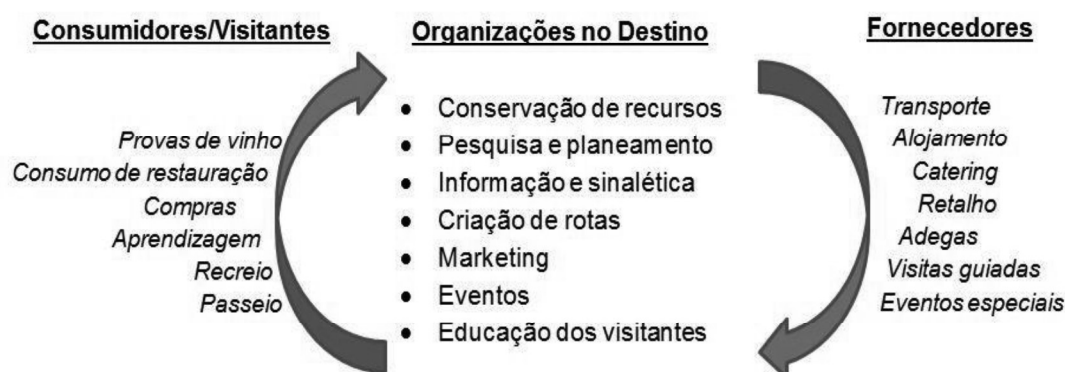 Consumidores/Visitantes
Provas de vinho
Consumo de restauração
Compras
Aprendizagem
Recreio
Passeio
Organizações no Destino
• Conservação de recursos
• Pesquisa e planeamento
• Informação e sinalética
• Criação de rotas
• Marketing
• Eventos
• Educação dos visitantes
Fornecedores
Transporte
Alojamento
Catering
Retalho
Adegas
Visitas guiadas
Eventos especiais